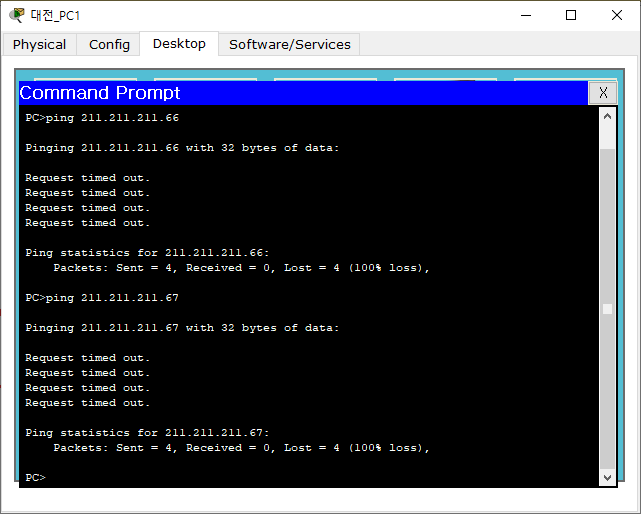 대전_PC1
Physical Config Desktop Software/Services
Command Prompt X
PC>ping 211.211.211.66
Pinging 211.211.211.66 with 32 bytes of data:
Request timed out.
Request timed out.
Request timed out.
Request timed out.
Ping statistics for 211.211.211.66:
Packets: Sent = 4, Received = 0, Lost = 4 (100% loss),
PC>ping 211.211.211.67
Pinging 211.211.211.67 with 32 bytes of data:
Request timed out.
Request timed out.
Request timed out.
Request timed out.
Ping statistics for 211.211.211.67:
Packets: Sent = 4, Received = 0, Lost = 4 (100% loss),
PC>